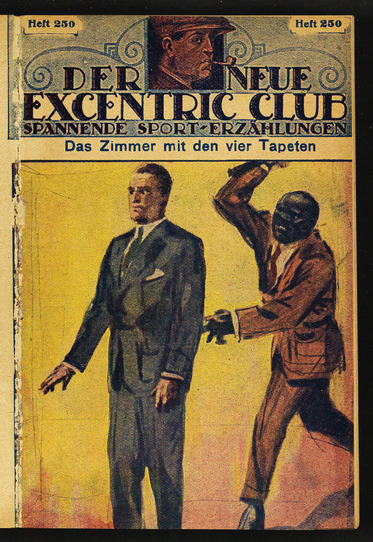 Heft 250
Heft 250
DER NEUE
EXCENTRIC CLUB
SPANNENDE SPORT-ERZÄHLUNGEN
Das Zimmer mit den vier Tapeten